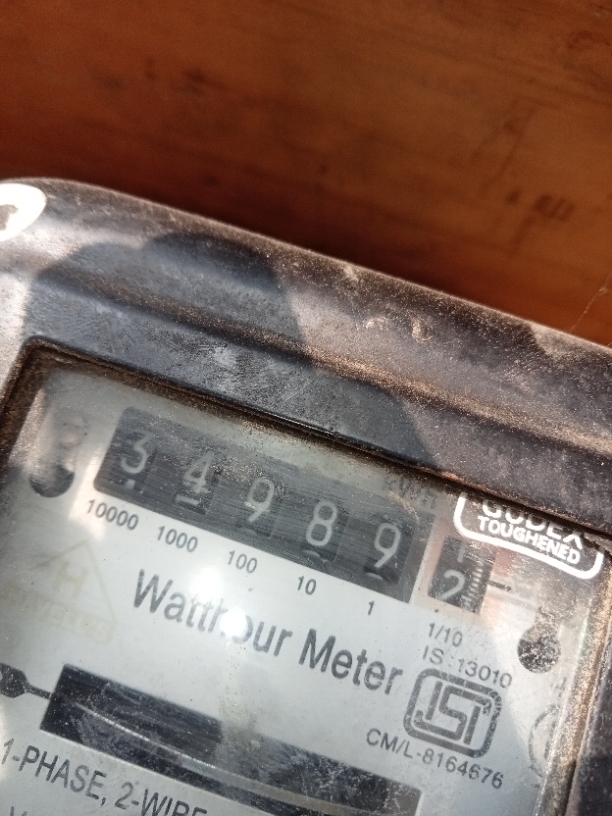 3 4 9 8 9 2
10000 1000 100 10 1 1/10
TOUGHENED
Watthour Meter
IS:13010
ISI
CM/L-8164676
1-PHASE, 2-WIRE